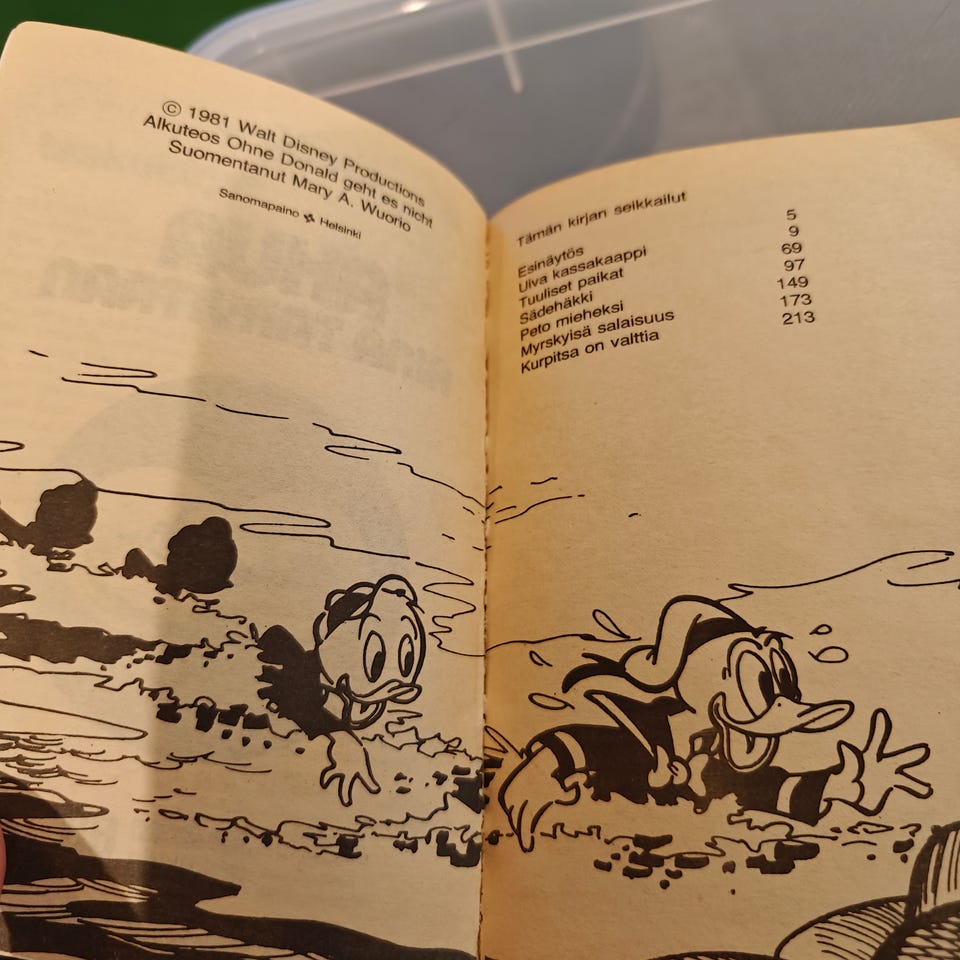 © 1981 Walt Disney Productions
Alkuteos Ohne Donald geht es nicht
Suomentanut Mary A. Wuorio
Sanomapaino Helsinki
Tämän kirjan seikkailut
Esinäytös 5
Uiva kassakaappi 9
Tuuliset paikat 69
Sädehäkki 97
Peto mieheksi 149
Myrskyisä salaisuus 173
Kurpitsa on valttia 213